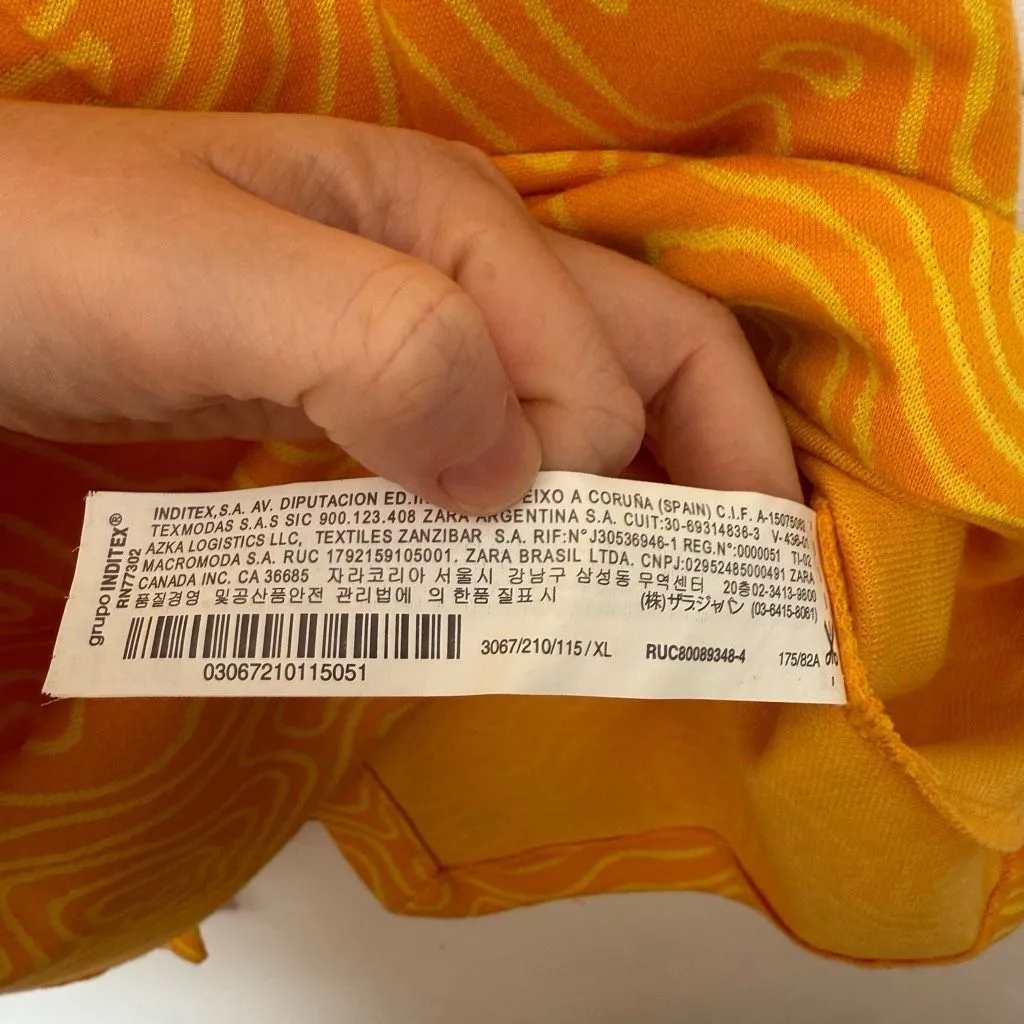 grupo INDITEX®
RN77302
INDITEX,S.A. AV. DIPUTACION ED. EIXO A CORUÑA (SPAIN) C.I.F. A-15075062
TEXMODAS S.A.S SIC 900.123.408 ZARA ARGENTINA S.A. CUIT:30-69314836-3 V-436-01
AZKA LOGISTICS LLC, TEXTILES ZANZIBAR S.A. RIF:N°J30536946-1 REG.N°:0000051 TI-02
MACROMODA S.A. RUC 1792159105001. ZARA BRASIL LTDA. CNPJ:02952485000491 ZARA
CANADA INC. CA 36685 자라코리아 서울시 강남구 삼성동 무역센터 20층02-3413-9800
품질경영 및공산품안전 관리법에 의한품질표시 (株)ザラジャパン (03-6415-8061)
03067210115051
3067/210/115/XL RUC80089348-4 175/82A